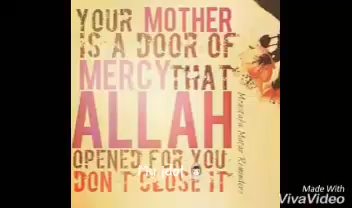 YOUR MOTHER
IS A DOOR OF
MERCY THAT
ALLAH
OPENED FOR YOU
DON'T CLOSE IT
Made With
VivaVideo